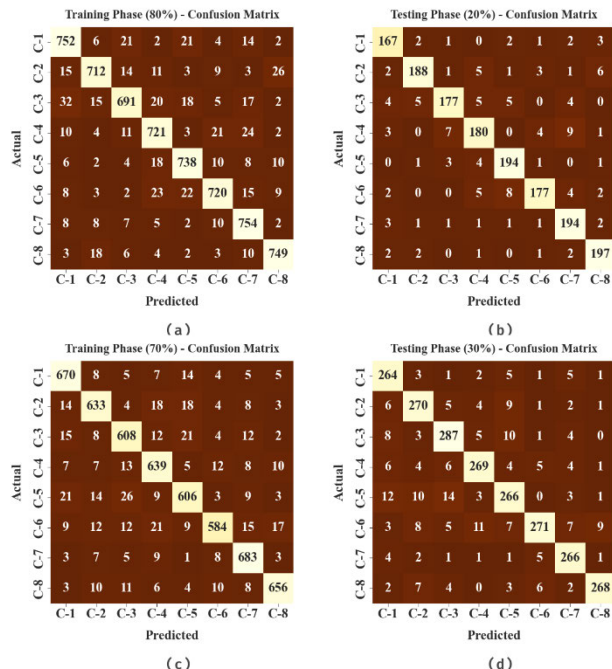 Training Phase (80%) - Confusion Matrix
C-1 752 6 21 2 21 4 14 2
C-2 15 712 14 11 3 9 3 26
C-3 32 15 691 20 18 5 17 2
C-4 10 4 11 721 3 21 24 2
C-5 6 2 4 18 738 10 8 10
C-6 8 3 2 23 22 720 15 9
C-7 8 8 7 5 2 10 754 2
C-8 3 18 6 4 2 3 10 749
C-1 C-2 C-3 C-4 C-5 C-6 C-7 C-8
Actual
Predicted
(a)
Testing Phase (20%) - Confusion Matrix
C-1 167 2 1 0 2 1 2 3
C-2 2 188 1 5 1 3 1 6
C-3 4 5 177 5 5 0 4 0
C-4 3 0 7 180 0 4 9 1
C-5 0 1 3 4 194 1 0 1
C-6 2 0 0 5 8 177 4 2
C-7 3 1 1 1 1 1 194 2
C-8 2 2 0 1 0 1 2 197
C-1 C-2 C-3 C-4 C-5 C-6 C-7 C-8
Actual
Predicted
(b)
Training Phase (70%) - Confusion Matrix
C-1 670 8 5 7 14 4 5 5
C-2 14 633 4 18 18 4 8 3
C-3 15 8 608 12 21 4 12 2
C-4 7 7 13 639 5 12 8 10
C-5 21 14 26 9 606 3 9 3
C-6 9 12 12 21 9 584 15 17
C-7 3 7 5 9 1 8 683 3
C-8 3 10 11 6 4 10 8 656
C-1 C-2 C-3 C-4 C-5 C-6 C-7 C-8
Actual
Predicted
(c)
Testing Phase (30%) - Confusion Matrix
C-1 264 3 1 2 5 1 5 1
C-2 6 270 5 4 9 1 2 1
C-3 8 3 287 5 10 1 4 0
C-4 6 4 6 269 4 5 4 1
C-5 12 10 14 3 266 0 3 1
C-6 3 8 5 11 7 271 7 9
C-7 4 2 1 1 1 5 266 1
C-8 2 7 4 0 3 6 2 268
C-1 C-2 C-3 C-4 C-5 C-6 C-7 C-8
Actual
Predicted
(d)